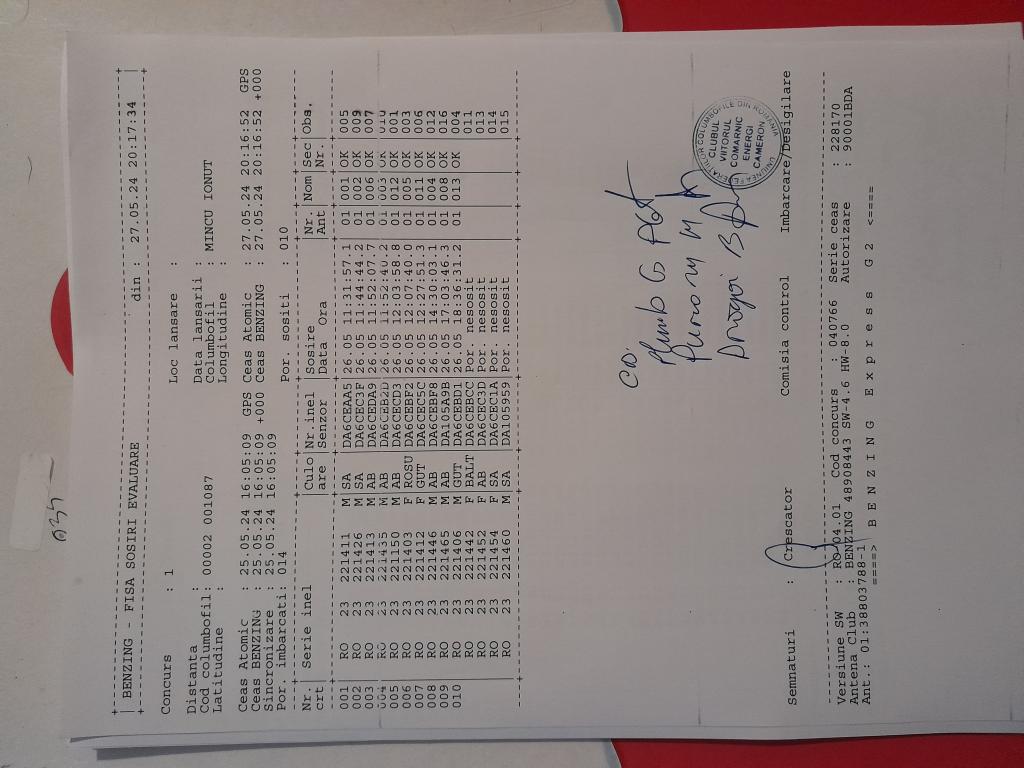 BENZING - FISA SOSIRI EVALUARE din : 27.05.24 20:17:34
Concurs : 1 Loc lansare :
Distanta : Data lansarii :
Cod columbofil: 00002 001087 Columbofil : MINCU IONUT
Latitudine : Longitudine :
Ceas Atomic : 25.05.24 16:05:09 GPS Ceas Atomic : 27.05.24 20:16:52 GPS
Ceas BENZING : 25.05.24 16:05:09 +000 Ceas BENZING : 27.05.24 20:16:52 +000
Sincronizare : 25.05.24 16:05:09
Por. imbarcati: 014 Por. sositi : 010
Nr. | Serie inel | Culo | Nr.inel | Sosire | Nr. | Nom | Sec | Obs.
crt | are | Senzor | Data Ora | Ant | Nr.
001 | RO 23 221411 M | SA | DA6CEAA5 | 26.05 11:31:57.1 | 01 | 001 | OK | 005
002 | RO 23 221426 M | SA | DA6CEC3F | 26.05 11:44:44.2 | 01 | 002 | OK | 009
003 | RO 23 221413 M | AB | DA6CEDA9 | 26.05 11:52:07.7 | 01 | 006 | OK | 007
004 | RO 23 221435 M | AB | DA6CEB2D | 26.05 11:52:40.2 | 01 | 003 | OK | 010
005 | RO 23 221150 M | AB | DA6CECD3 | 26.05 12:03:58.8 | 01 | 012 | OK | 001
006 | RO 23 221403 F | ROSU | DA6CEBF2 | 26.05 12:07:40.0 | 01 | 005 | OK | 003
007 | RO 23 221412 F | GUT | DA6CEC5C | 26.05 12:27:31.3 | 01 | 011 | OK | 006
008 | RO 23 221446 M | AB | DA6CEBF8 | 26.05 14:30:03.1 | 01 | 004 | OK | 012
009 | RO 23 221465 M | AB | DA105A9B | 26.05 17:03:46.3 | 01 | 008 | OK | 016
010 | RO 23 221406 M | GUT | DA6CEBD1 | 26.05 18:36:31.2 | 01 | 013 | OK | 004
RO 23 221442 F | BALT | DA6CEBCC | Por. nesosit | 011
RO 23 221452 F | AB | DA6CEC3D | Por. nesosit | 013
RO 23 221454 F | SA | DA6CEC1A | Por. nesosit | 014
RO 23 221460 M | SA | DA105959 | Por. nesosit | 015
UNIUNEA FEDERATIILOR COLUMBOFILE DIN ROMANIA
CLUBUL
VIITORUL
COMARNIC
ENERGI
CAMERON
Semnaturi : Crescator Comisia control Imbarcare/Desigilare
Versiune SW : RO-04.01 Cod concurs : 040766 Serie ceas : 228170
Antena Club : BENZING 48908443 SW-4.6 HW-8.0 Autorizare : 90001BDA
Ant.: 01:38803788-1
====> B E N Z I N G E x p r e s s G 2 <====